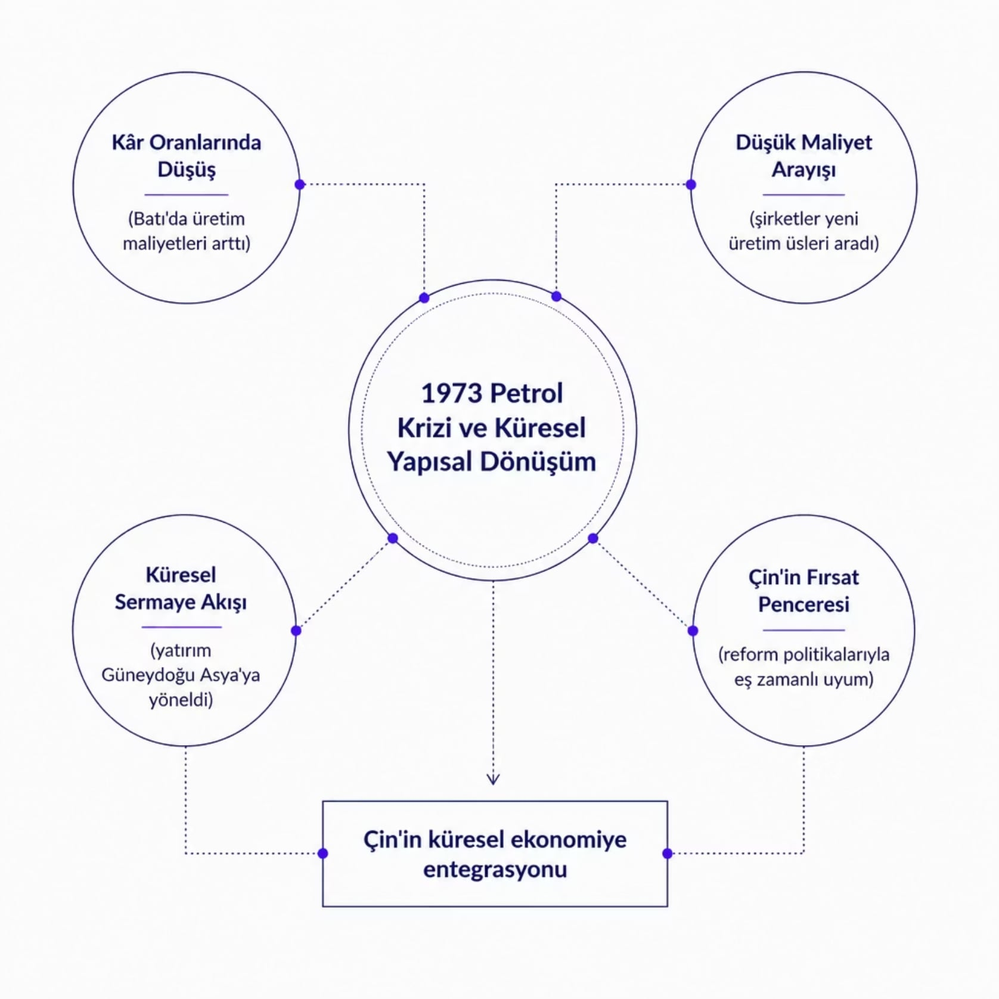 Kâr Oranlarında
Düşüş
(Batı'da üretim
maliyetleri arttı)
Düşük Maliyet
Arayışı
(şirketler yeni
üretim üsleri aradı)
1973 Petrol
Krizi ve Küresel
Yapısal Dönüşüm
Küresel
Sermaye Akışı
(yatırım
Güneydoğu Asya'ya
yöneldi)
Çin'in Fırsat
Penceresi
(reform politikalarıyla
eş zamanlı uyum)
Çin'in küresel ekonomiye
entegrasyonu